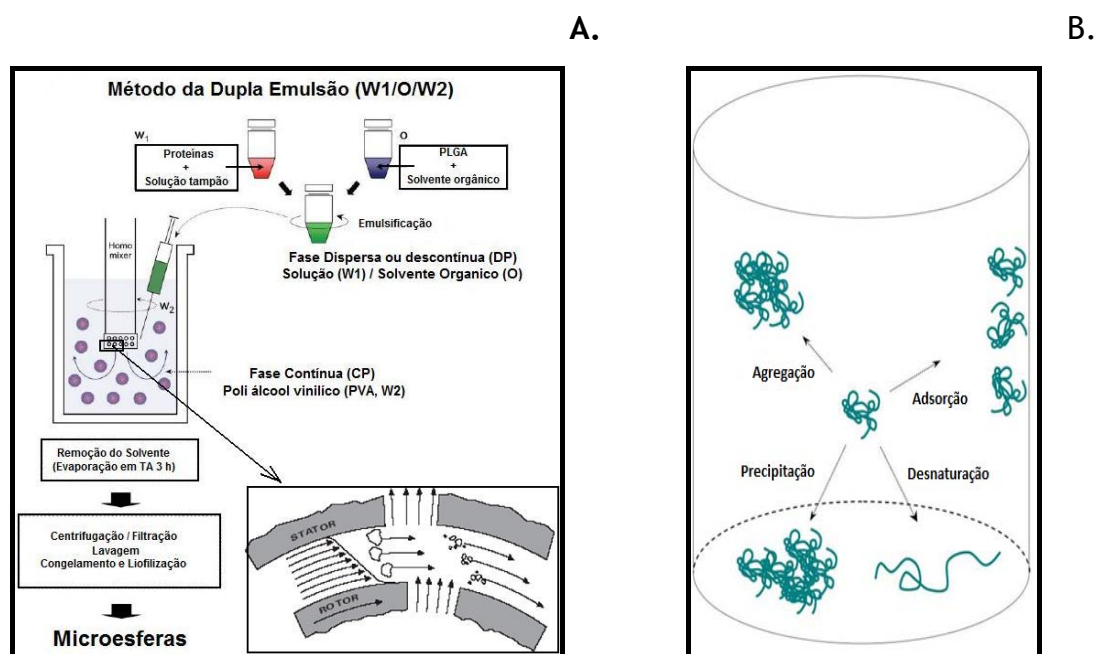 A.
B.
Método da Dupla Emulsão (W1/O/W2)
W1
O
Proteínas
+
Solução tampão
PLGA
+
Solvente orgânico
Emulsificação
Fase Dispersa ou descontínua (DP)
Solução (W1) / Solvente Organico (O)
Homo
mixer
W2
Fase Contínua (CP)
Poli álcool vinilico (PVA, W2)
Remoção do Solvente
(Evaporação em TA 3 h)
Centrifugação / Filtração
Lavagem
Congelamento e Liofilização
Microesferas
STATOR
ROTOR
Agregação
Adsorção
Precipitação
Desnaturação